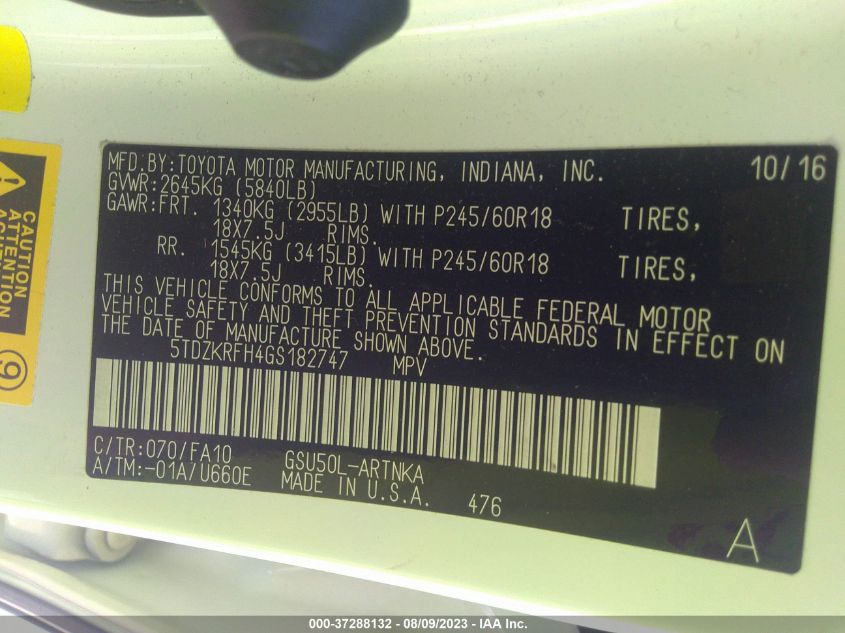 MFD.BY:TOYOTA MOTOR MANUFACTURING, INDIANA, INC. 10/16
GVWR:2645KG (5840LB)
GAWR:FRT. 1340KG (2955LB) WITH P245/60R18 TIRES,
18X7.5J RIMS.
RR. 1545KG (3415LB) WITH P245/60R18 TIRES,
18X7.5J RIMS.
THIS VEHICLE CONFORMS TO ALL APPLICABLE FEDERAL MOTOR
VEHICLE SAFETY AND THEFT PREVENTION STANDARDS IN EFFECT ON
THE DATE OF MANUFACTURE SHOWN ABOVE.
5TDZKRFH4GS182747 MPV
C/TR:070/FA10 GSU50L-ARTNKA
A/TM:-01A/U660E MADE IN U.S.A. 476
A
CAUTION
ATTENTION
9
000-37288132 - 08/09/2023 - IAA Inc.